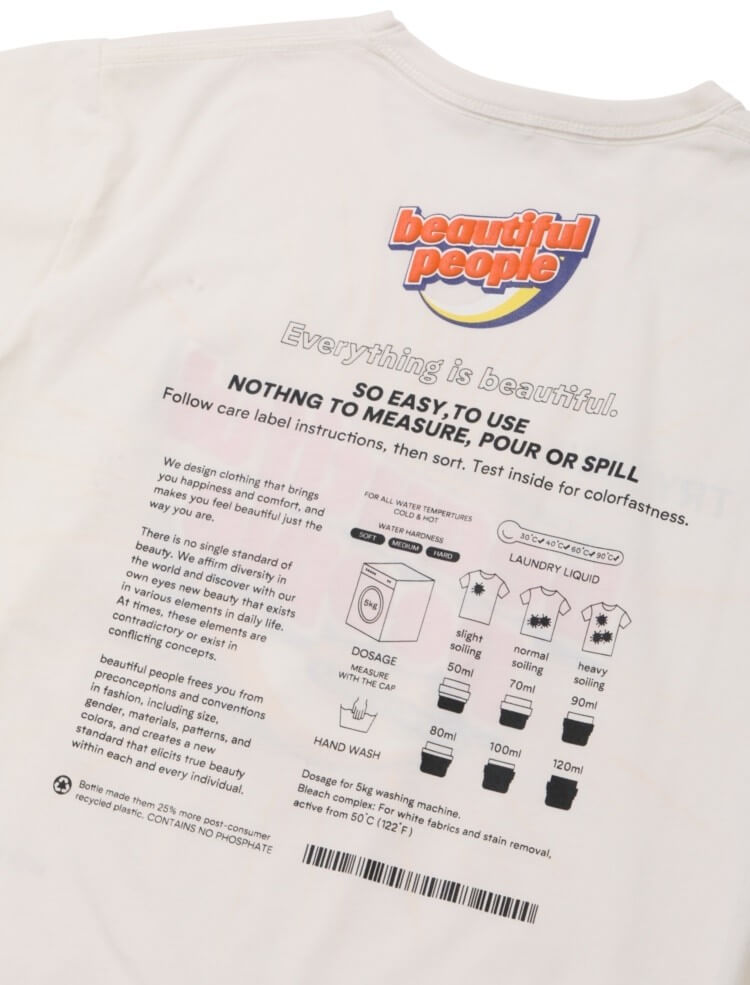 beautiful
people
Everything is beautiful.
SO EASY, TO USE
NOTHNG TO MEASURE, POUR OR SPILL
Follow care label instructions, then sort. Test inside for colorfastness.
We design clothing that brings
you happiness and comfort, and
makes you feel beautiful just the
way you are.
There is no single standard of
beauty. We affirm diversity in
the world and discover with our
own eyes new beauty that exists
in various elements in daily life.
At times, these elements are
contradictory or exist in
conflicting concepts.
beautiful people frees you from
preconceptions and conventions
in fashion, including size,
gender, materials, patterns, and
colors, and creates a new
standard that elicits true beauty
within each and every individual.
Bottle made them 25% more post-consumer
recycled plastic. CONTAINS NO PHOSPHATE
FOR ALL WATER TEMPERTURES
COLD & HOT
WATER HARDNESS
SOFT MEDIUM HARD
30°C✓ 40°C✓ 60°C✓ 90°C✓
LAUNDRY LIQUID
5kg
DOSAGE
MEASURE
WITH THE CAP
HAND WASH
slight
soiling
normal
soiling
heavy
soiling
50ml
70ml
90ml
80ml
100ml
120ml
Dosage for 5kg washing machine.
Bleach complex: For white fabrics and stain removal,
active from 50°C (122°F)